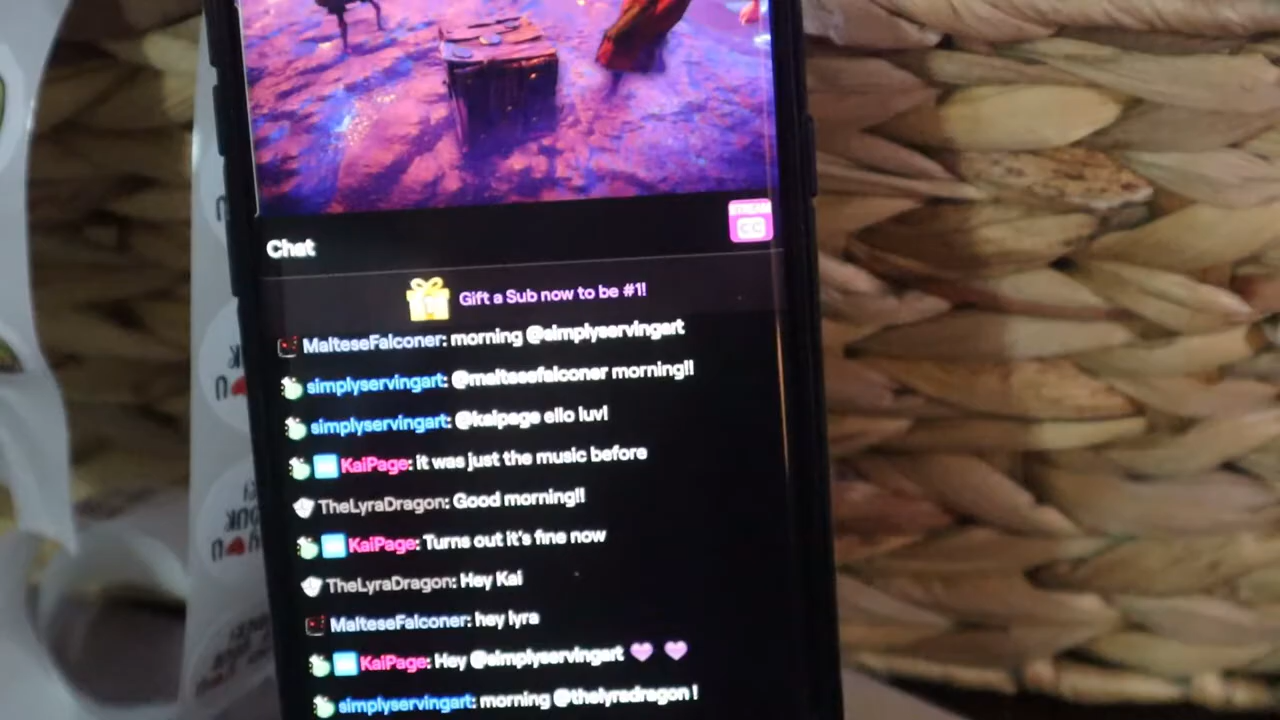 STREAM
CC
Chat
Gift a Sub now to be #1!
MalteseFalconer: morning @simplyservingart
simplyservingart: @maltesefalconer morning!!
simplyservingart: @kaipage ello luv!
KaiPage: it was just the music before
TheLyraDragon: Good morning!!
KaiPage: Turns out it's fine now
TheLyraDragon: Hey Kai
MalteseFalconer: hey lyra
KaiPage: Hey @simplyservingart 💜 💜
simplyservingart: morning @thelyradragon !